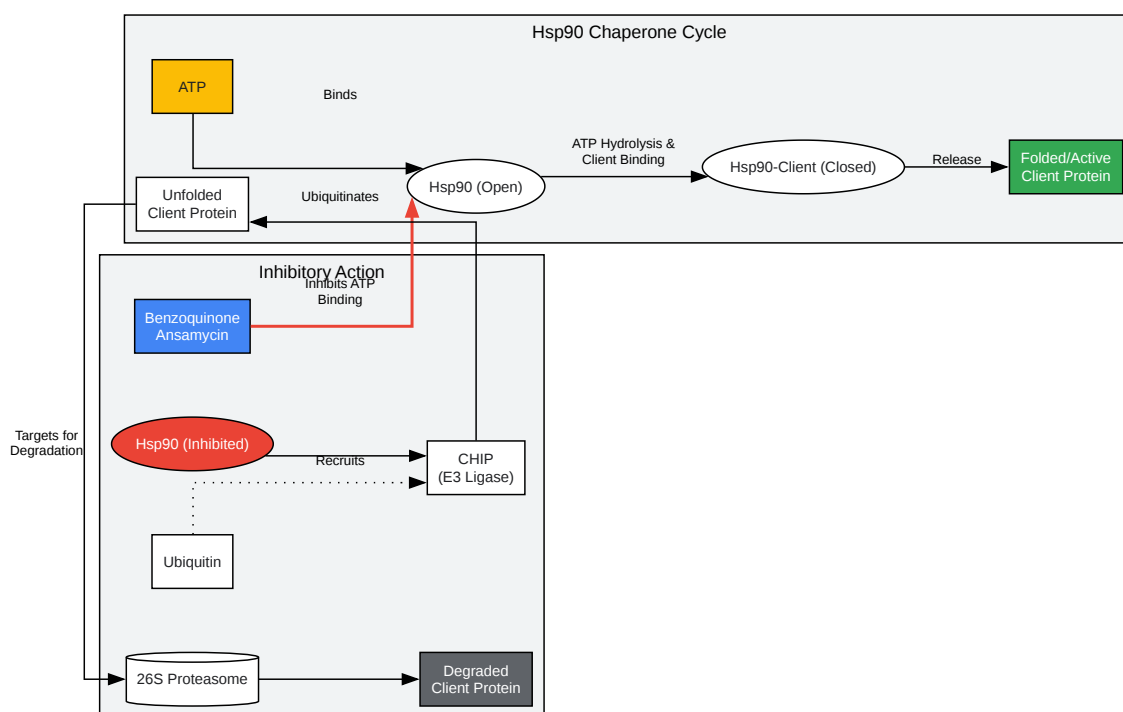 Hsp90 Chaperone Cycle
ATP
Binds
ATP Hydrolysis &
Client Binding
Hsp90 (Open)
Hsp90-Client (Closed)
Release
Folded/Active
Client Protein
Unfolded
Client Protein
Ubiquitinates
Inhibitory Action
Inhibits ATP
Binding
Benzoquinone
Ansamycin
Targets for
Degradation
Hsp90 (Inhibited)
Recruits
CHIP
(E3 Ligase)
Ubiquitin
26S Proteasome
Degraded
Client Protein